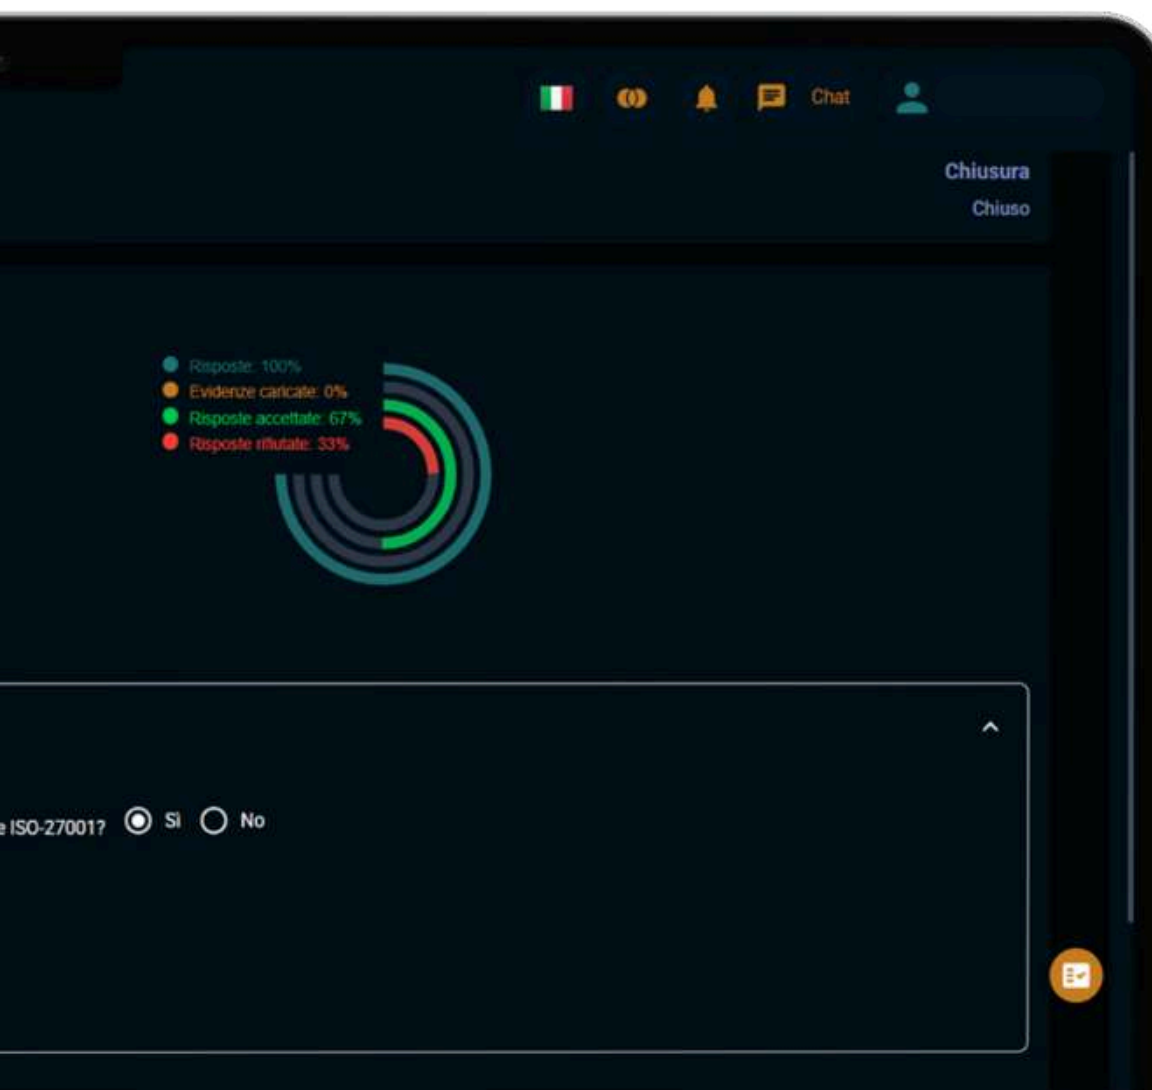 Chat
Chiusura
Chiuso
Risposte: 100%
Evidenze caricate: 0%
Risposte accettate: 67%
Risposte rifiutate: 33%
e ISO-27001? Sì No